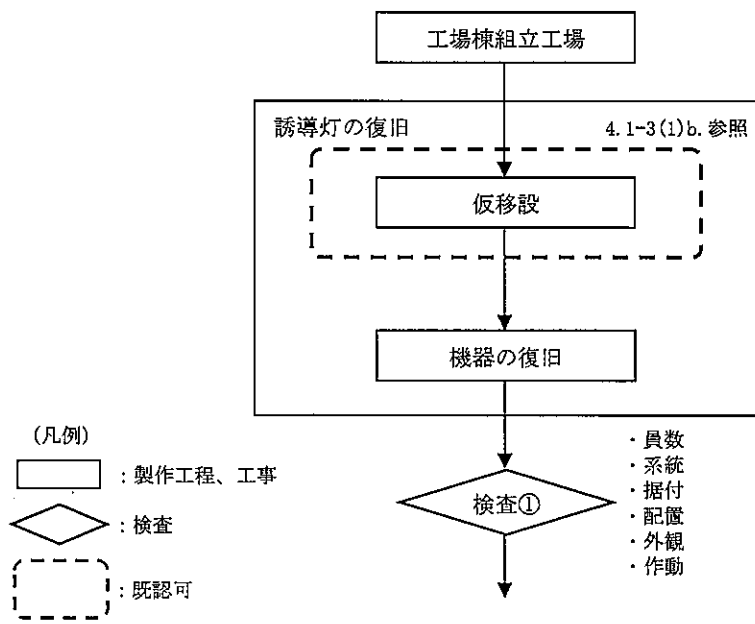 工場棟組立工場
誘導灯の復旧
4.1-3(1)b.参照
仮移設
機器の復旧
(凡例)
：製作工程、工事
：検査
：既認可
検査①
・員数
・系統
・据付
・配置
・外観
・作動